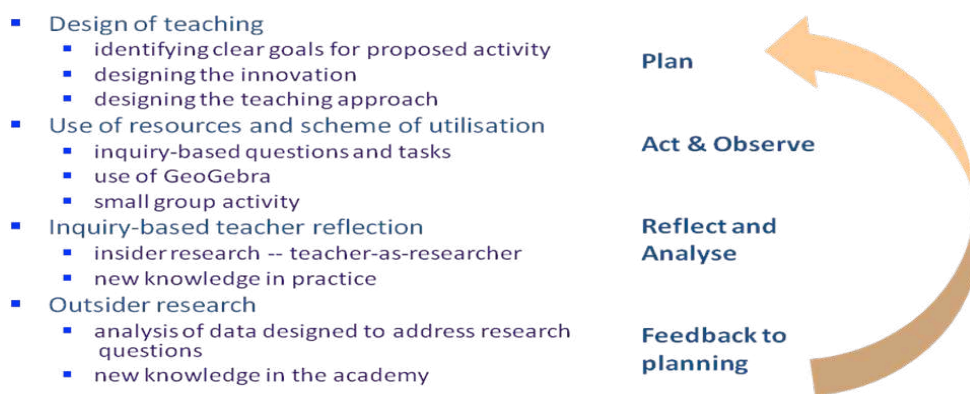 Design of teaching
identifying clear goals for proposed activity
designing the innovation
designing the teaching approach
Use of resources and scheme of utilisation
inquiry-based questions and tasks
use of GeoGebra
small group activity
Inquiry-based teacher reflection
insider research -- teacher-as-researcher
new knowledge in practice
Outsider research
analysis of data designed to address research
questions
new knowledge in the academy
Plan
Act & Observe
Reflect and
Analyse
Feedback to
planning